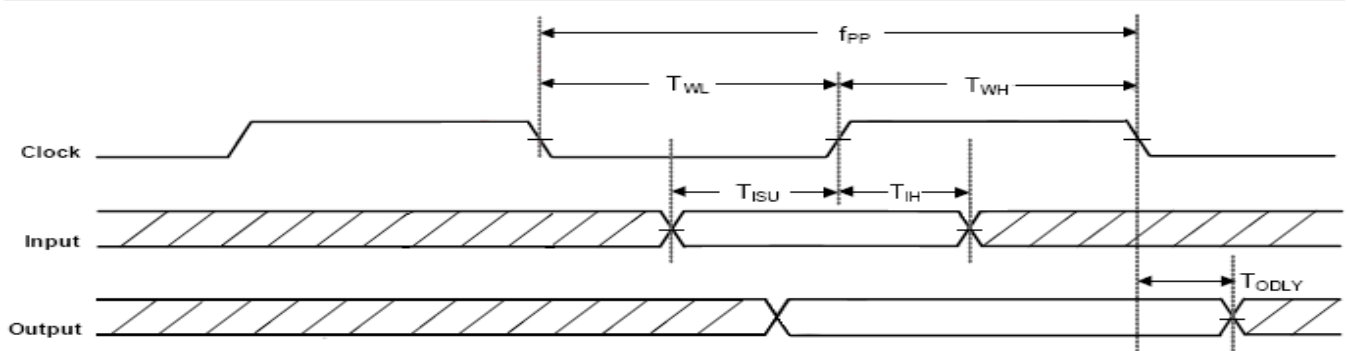 fPP
TWL
TWH
Clock
TISU
TIH
Input
TODLY
Output